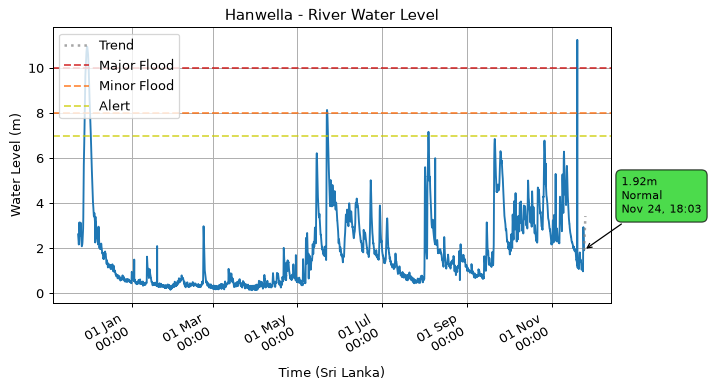 Hanwella - River Water Level
Trend
Major Flood
Minor Flood
Alert
Water Level (m)
10
8
6
4
2
0
1.92m
Normal
Nov 24, 18:03
01 Jan
00:00
01 Mar
00:00
01 May
00:00
01 Jul
00:00
01 Sep
00:00
01 Nov
00:00
Time (Sri Lanka)